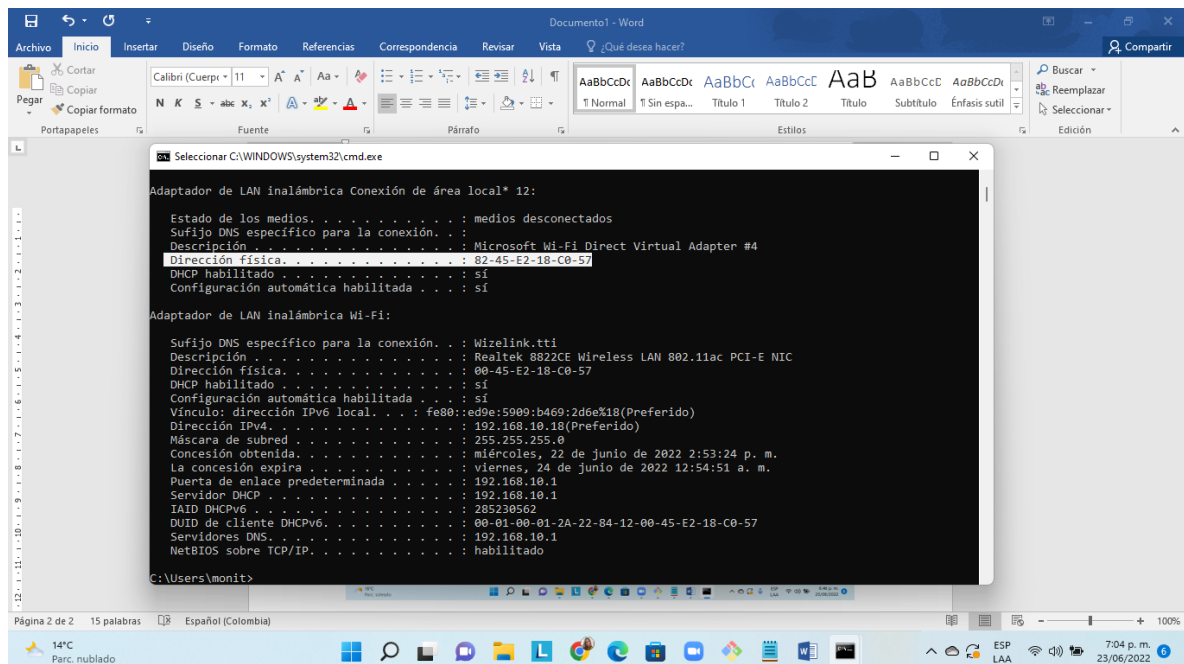 Documento1 - Word
Archivo Inicio Insertar Diseño Formato Referencias Correspondencia Revisar Vista ¿Qué desea hacer? Compartir
Pegar
Cortar
Copiar
Copiar formato
Calibri (Cuerpo 11
N K S abc x₂ x²
AaBbCcDc AaBbCcDc AaBbCc AaBbCcE AaB AaBbCcD AaBbCcDc
¶ Normal ¶ Sin espa... Título 1 Título 2 Título Subtítulo Énfasis sutil
Buscar
Reemplazar
Seleccionar
Portapapeles Fuente Párrafo Estilos Edición
Seleccionar C:\WINDOWS\system32\cmd.exe
Adaptador de LAN inalámbrica Conexión de área local* 12:
Estado de los medios. . . . . . . . . . . : medios desconectados
Sufijo DNS específico para la conexión. . :
Descripción . . . . . . . . . . . . . . . : Microsoft Wi-Fi Direct Virtual Adapter #4
Dirección física. . . . . . . . . . . . . : 82-45-E2-18-C0-57
DHCP habilitado . . . . . . . . . . . . . : sí
Configuración automática habilitada . . . : sí
Adaptador de LAN inalámbrica Wi-Fi:
Sufijo DNS específico para la conexión. . : Wizelink.tti
Descripción . . . . . . . . . . . . . . . : Realtek 8822CE Wireless LAN 802.11ac PCI-E NIC
Dirección física. . . . . . . . . . . . . : 00-45-E2-18-C0-57
DHCP habilitado . . . . . . . . . . . . . : sí
Configuración automática habilitada . . . : sí
Vínculo: dirección IPv6 local. . . : fe80::ed9e:5909:b469:2d6e%18(Preferido)
Dirección IPv4. . . . . . . . . . . . . . : 192.168.10.18(Preferido)
Máscara de subred . . . . . . . . . . . . : 255.255.255.0
Concesión obtenida. . . . . . . . . . . . : miércoles, 22 de junio de 2022 2:53:24 p. m.
La concesión expira . . . . . . . . . . . : viernes, 24 de junio de 2022 12:54:51 a. m.
Puerta de enlace predeterminada . . . . . : 192.168.10.1
Servidor DHCP . . . . . . . . . . . . . . : 192.168.10.1
IAID DHCPv6 . . . . . . . . . . . . . . . : 285230562
DUID de cliente DHCPv6. . . . . . . . . . : 00-01-00-01-2A-22-84-12-00-45-E2-18-C0-57
Servidores DNS. . . . . . . . . . . . . . : 192.168.10.1
NetBIOS sobre TCP/IP. . . . . . . . . . . : habilitado
C:\Users\monit>
Página 2 de 2 15 palabras Español (Colombia) 100%
14°C
Parc. nublado
ESP
LAA
7:04 p. m.
23/06/2022
6